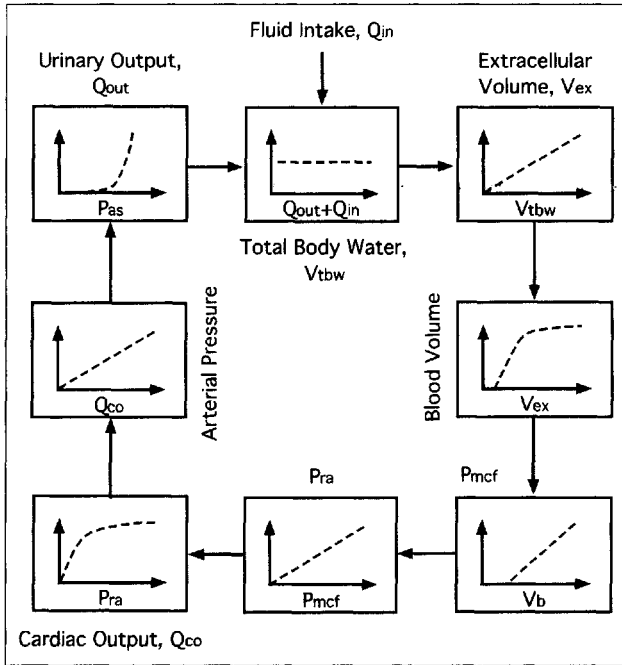 Fluid Intake, Qin
Urinary Output,
Qout
Extracellular
Volume, Vex
Pas
Qout+Qin
Vtbw
Total Body Water,
Vtbw
Qco
Arterial Pressure
Blood Volume
Vex
Pra
Pmcf
Pra
Pmcf
Vb
Cardiac Output, Qco